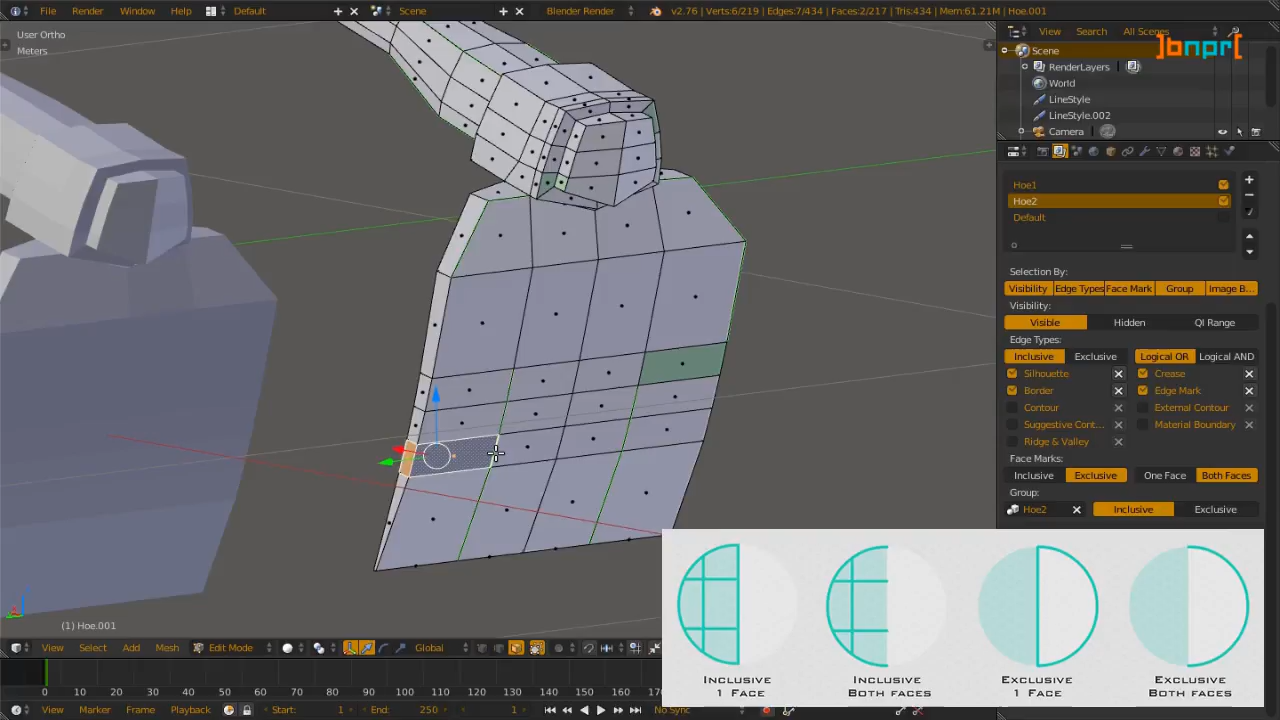 File Render Window Help Default Scene Blender Render v2.76 | Verts:6/219 | Edges:7/434 | Faces:2/217 | Tris:434 | Mem:61.21M | Hoe.001
User Ortho
Meters
View Search All Scenes
]bnpr[
Scene
RenderLayers
World
LineStyle
LineStyle.002
Camera
Hoe1
Hoe2
Default
Selection By:
Visibility Edge Types Face Mark Group Image B...
Visibility:
Visible Hidden QI Range
Edge Types:
Inclusive Exclusive Logical OR Logical AND
Silhouette Crease
Border Edge Mark
Contour External Contour
Suggestive Cont... Material Boundary
Ridge & Valley
Face Marks:
Inclusive Exclusive One Face Both Faces
Group:
Hoe2 Inclusive Exclusive
INCLUSIVE
1 FACE
INCLUSIVE
BOTH FACES
EXCLUSIVE
1 FACE
EXCLUSIVE
BOTH FACES
(1) Hoe.001
View Select Add Mesh Edit Mode Global
0 10 20 30 40 50 60 70 80 90 100 110 120 130 140 150 160
View Marker Frame Playback Start: 1 End: 250 1 No Sync